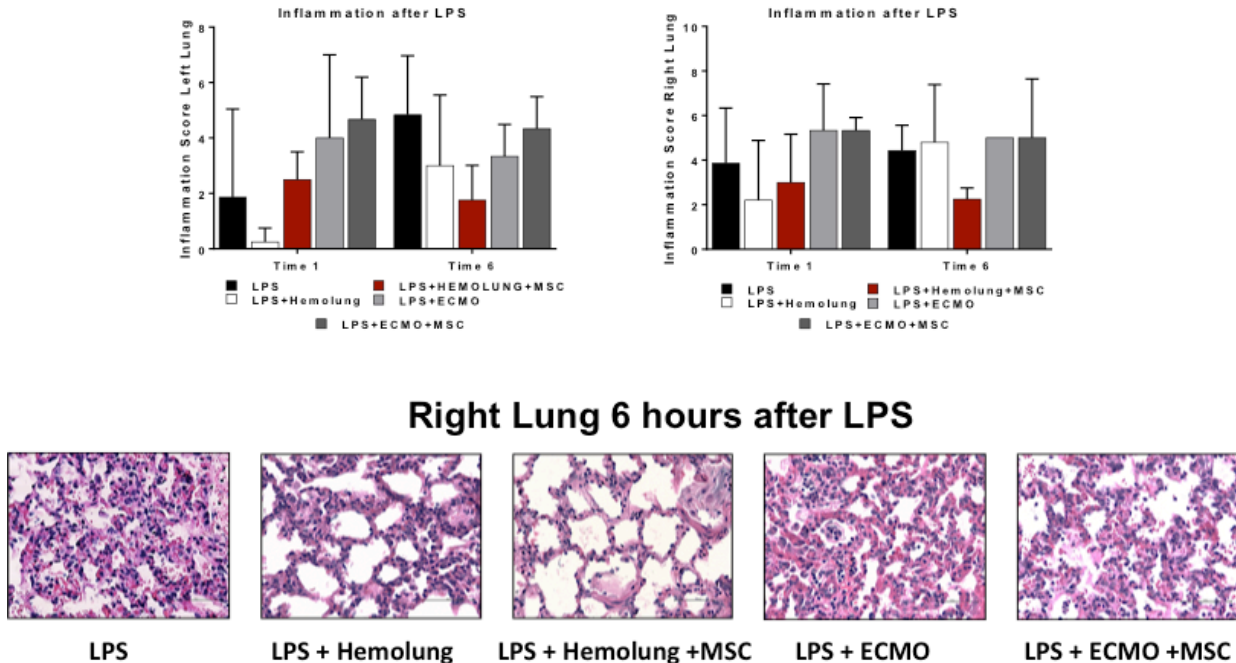 Inflammation after LPS
Inflammation Score Left Lung
8
6
4
2
0
Time 1 Time 6
LPS LPS+HEMOLUNG+MSC
LPS+Hemolung LPS+ECMO
LPS+ECMO+MSC
Inflammation after LPS
Inflammation Score Right Lung
10
8
6
4
2
0
Time 1 Time 6
LPS LPS+Hemolung+MSC
LPS+Hemolung LPS+ECMO
LPS+ECMO+MSC
Right Lung 6 hours after LPS
LPS LPS + Hemolung LPS + Hemolung +MSC LPS + ECMO LPS + ECMO +MSC